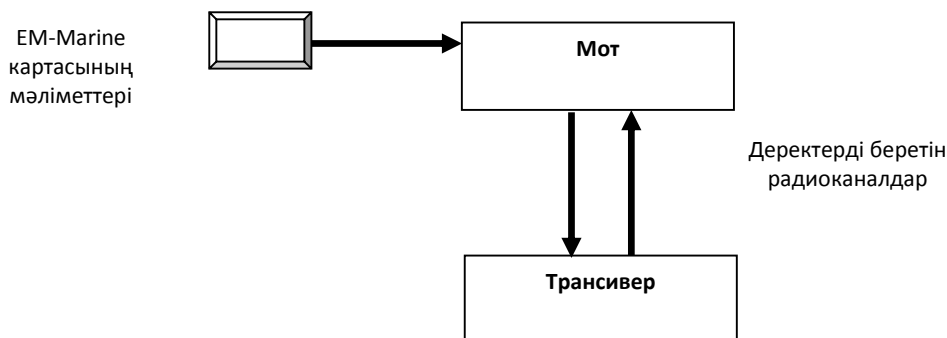 EM-Marine
картасының
мәліметтері
Мот
Деректерді беретін
радиоканалдар
Трансивер